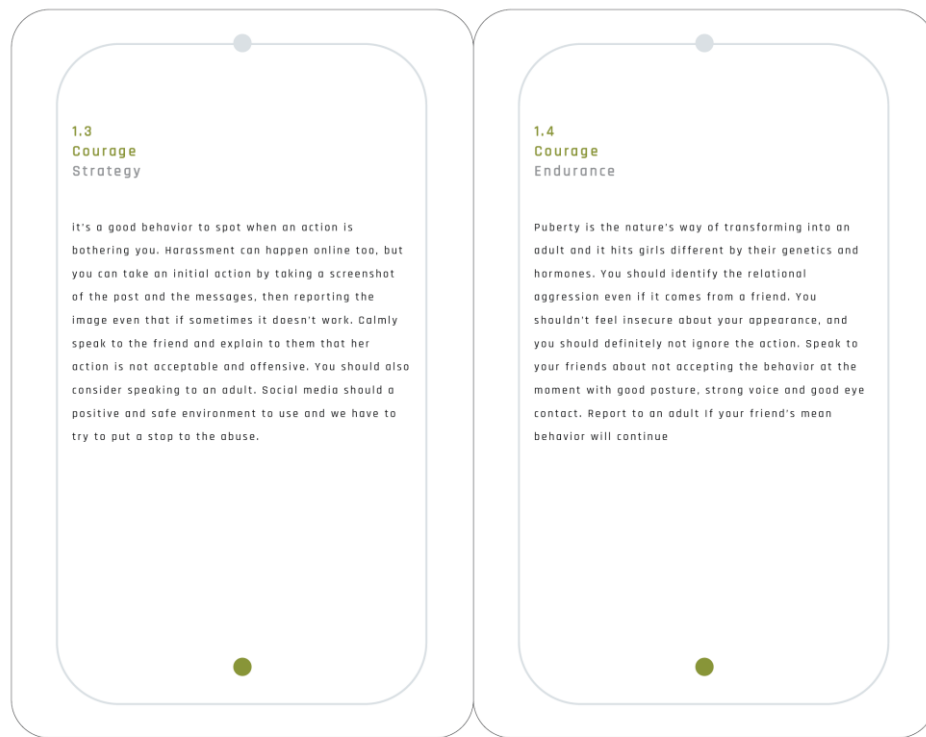 1.3
Courage
Strategy
it's a good behavior to spot when an action is
bothering you. Harassment can happen online too, but
you can take an initial action by taking a screenshot
of the post and the messages, then reporting the
image even that if sometimes it doesn't work. Calmly
speak to the friend and explain to them that her
action is not acceptable and offensive. You should also
consider speaking to an adult. Social media should a
positive and safe environment to use and we have to
try to put a stop to the abuse.
1.4
Courage
Endurance
Puberty is the nature's way of transforming into an
adult and it hits girls different by their genetics and
hormones. You should identify the relational
aggression even if it comes from a friend. You
shouldn't feel insecure about your appearance, and
you should definitely not ignore the action. Speak to
your friends about not accepting the behavior at the
moment with good posture, strong voice and good eye
contact. Report to an adult If your friend's mean
behavior will continue